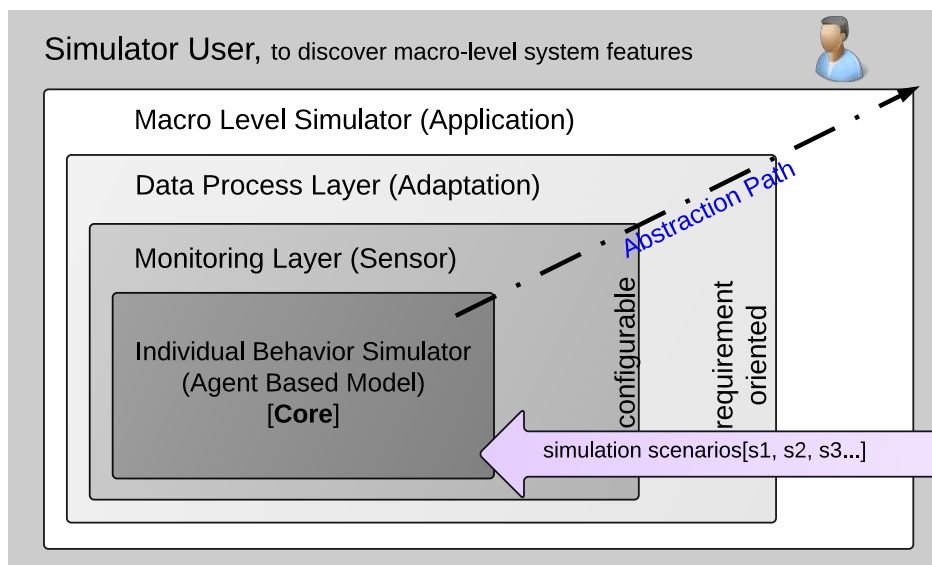 Simulator User, to discover macro-level system features
Macro Level Simulator (Application)
Data Process Layer (Adaptation)
Abstraction Path
Monitoring Layer (Sensor)
configurable
requirement
oriented
Individual Behavior Simulator
(Agent Based Model)
[Core]
simulation scenarios[s1, s2, s3...]